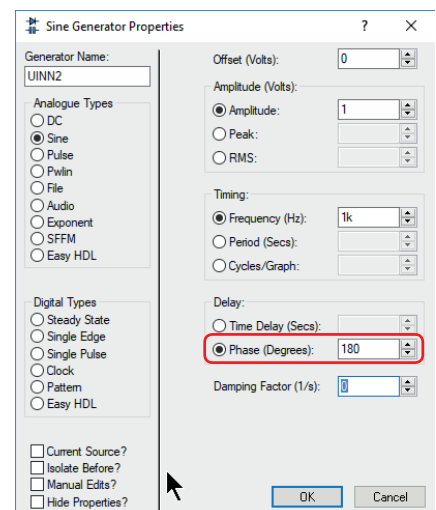 Sine Generator Properties ? ×
Generator Name:
UINN2
Analogue Types
DC
Sine
Pulse
Pwlin
File
Audio
Exponent
SFFM
Easy HDL
Digital Types
Steady State
Single Edge
Single Pulse
Clock
Pattern
Easy HDL
Current Source?
Isolate Before?
Manual Edits?
Hide Properties?
Offset (Volts): 0
Amplitude (Volts):
Amplitude: 1
Peak:
RMS:
Timing:
Frequency (Hz): 1k
Period (Secs):
Cycles/Graph:
Delay:
Time Delay (Secs):
Phase (Degrees): 180
Damping Factor (1/s): 0
OK Cancel